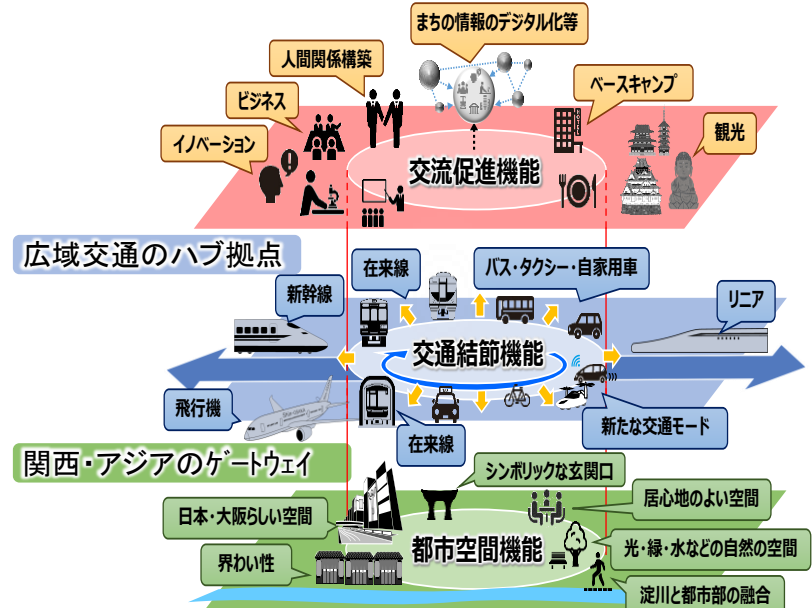 まちの情報のデジタル化等
人間関係構築
ビジネス
イノベーション
ベースキャンプ
観光
HOTEL
交流促進機能
広域交通のハブ拠点
在来線
バス・タクシー・自家用車
新幹線
リニア
交通結節機能
飛行機
在来線
新たな交通モード
関西・アジアのゲートウェイ
シンボリックな玄関口
居心地のよい空間
日本・大阪らしい空間
都市空間機能
光・緑・水などの自然の空間
界わい性
淀川と都市部の融合